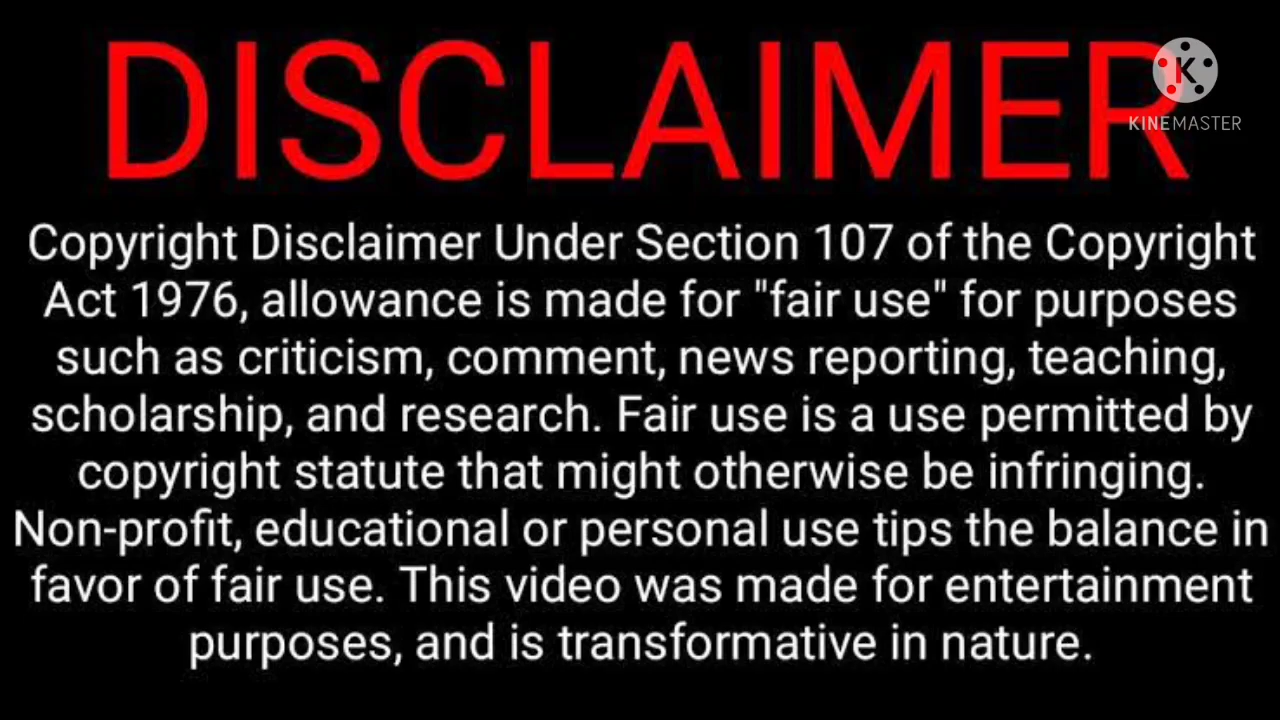 DISCLAIMER
K
KINEMASTER
Copyright Disclaimer Under Section 107 of the Copyright
Act 1976, allowance is made for "fair use" for purposes
such as criticism, comment, news reporting, teaching,
scholarship, and research. Fair use is a use permitted by
copyright statute that might otherwise be infringing.
Non-profit, educational or personal use tips the balance in
favor of fair use. This video was made for entertainment
purposes, and is transformative in nature.